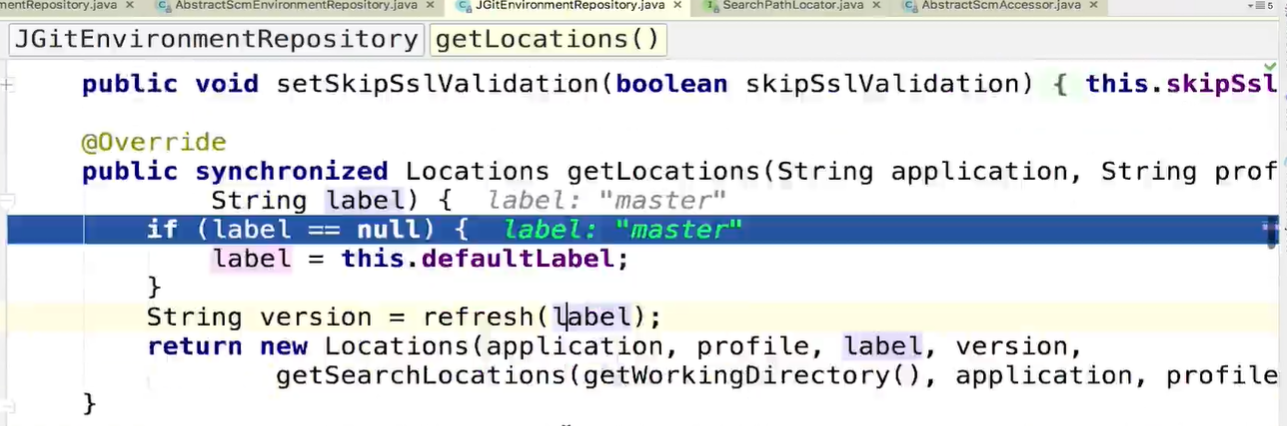 mentRepository.java × AbstractScmEnvironmentRepository.java × JGitEnvironmentRepository.java × SearchPathLocator.java × AbstractScmAccessor.java × 5
JGitEnvironmentRepository getLocations()
public void setSkipSslValidation(boolean skipSslValidation) { this.skipSsl
@Override
public synchronized Locations getLocations(String application, String prof
String label) { label: "master"
if (label == null) { label: "master"
label = this.defaultLabel;
}
String version = refresh(label);
return new Locations(application, profile, label, version,
getSearchLocations(getWorkingDirectory(), application, profile
}